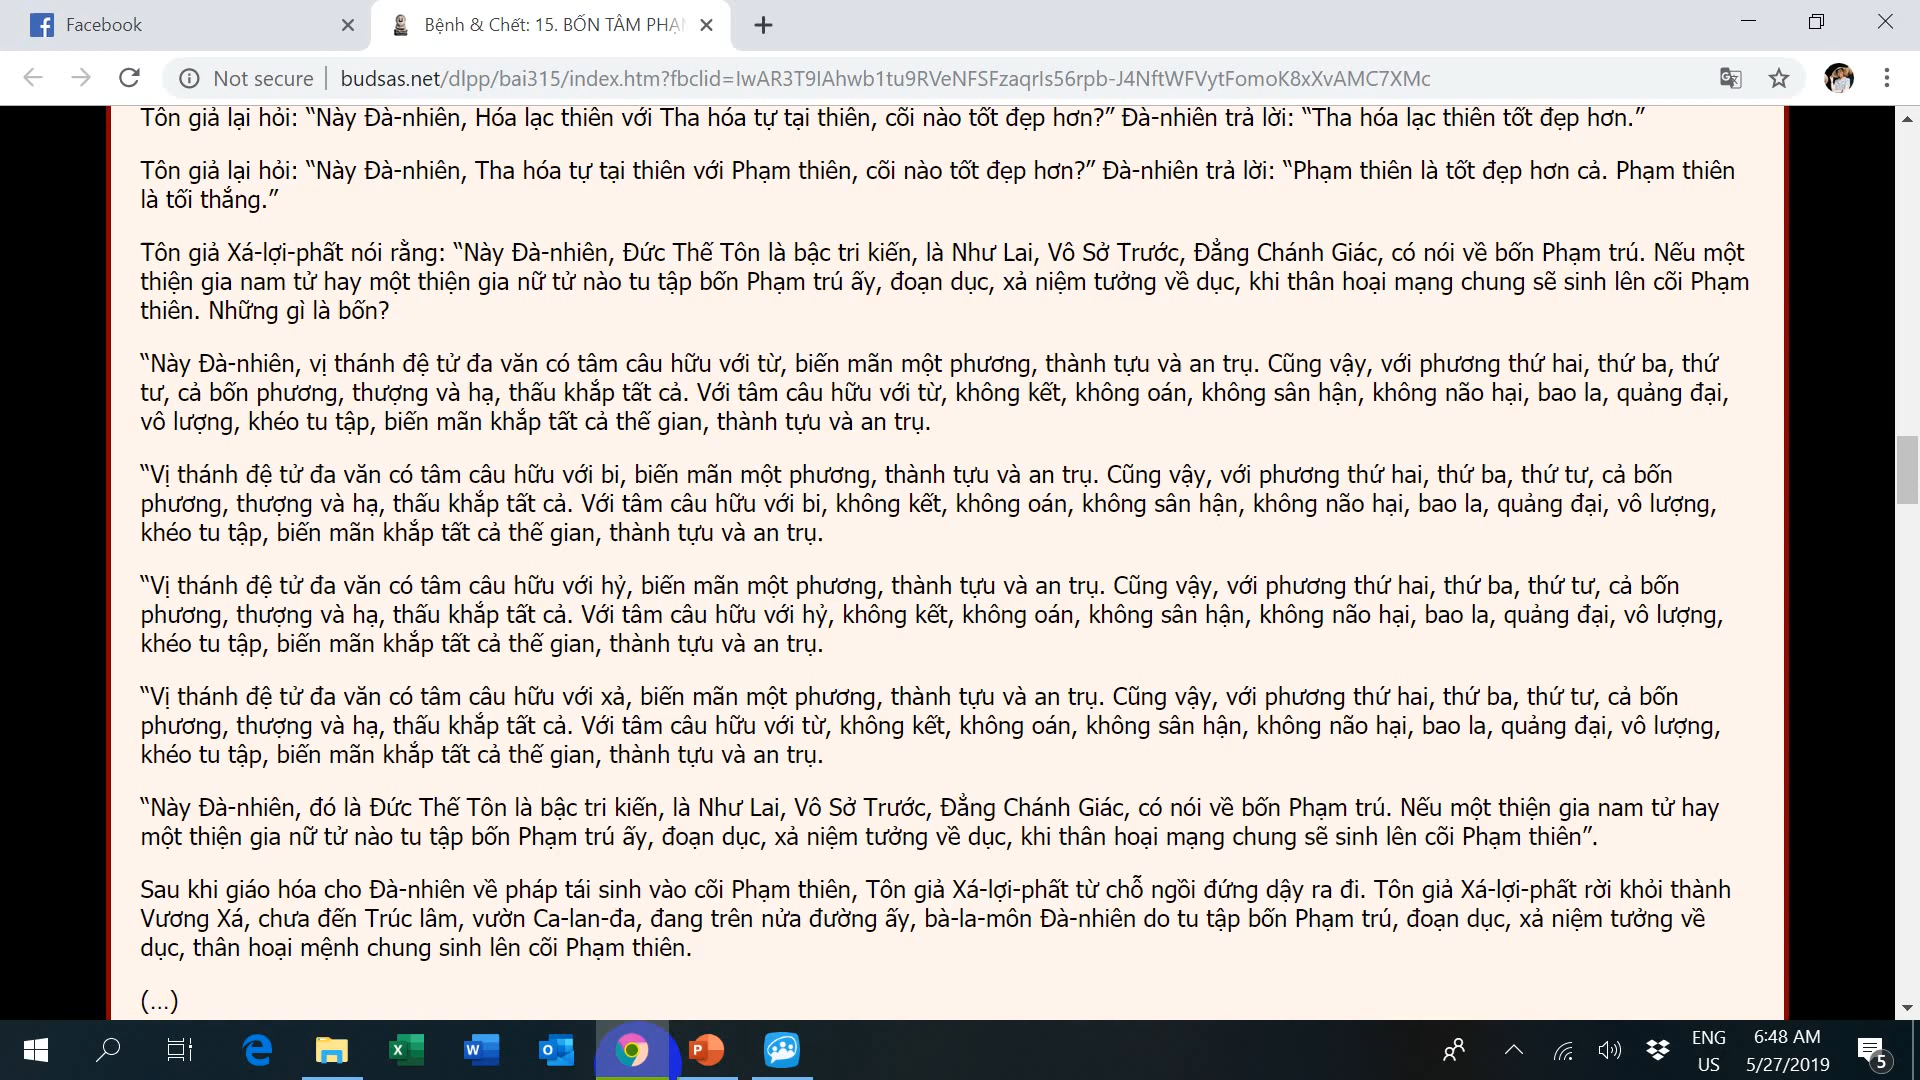 Facebook
Bệnh & Chết: 15. BỐN TÂM PHẠ
Not secure
budsas.net/dlpp/bai315/index.htm?fbclid=IwAR3T9IAhwb1tu9RVeNFSFzaqrIs56rpb-J4NftWFVytFomoK8xXvAMC7XMc
Tôn giả lại hỏi: “Này Đà-nhiên, Hóa lạc thiên với Tha hóa tự tại thiên, cõi nào tốt đẹp hơn?” Đà-nhiên trả lời: “Tha hóa lạc thiên tốt đẹp hơn.”
Tôn giả lại hỏi: “Này Đà-nhiên, Tha hóa tự tại thiên với Phạm thiên, cõi nào tốt đẹp hơn?” Đà-nhiên trả lời: “Phạm thiên là tốt đẹp hơn cả. Phạm thiên
là tối thắng.”
Tôn giả Xá-lợi-phất nói rằng: “Này Đà-nhiên, Đức Thế Tôn là bậc tri kiến, là Như Lai, Vô Sở Trước, Đẳng Chánh Giác, có nói về bốn Phạm trú. Nếu một
thiện gia nam tử hay một thiện gia nữ tử nào tu tập bốn Phạm trú ấy, đoạn dục, xả niệm tưởng về dục, khi thân hoại mạng chung sẽ sinh lên cõi Phạm
thiên. Những gì là bốn?
“Này Đà-nhiên, vị thánh đệ tử đa văn có tâm câu hữu với từ, biến mãn một phương, thành tựu và an trụ. Cũng vậy, với phương thứ hai, thứ ba, thứ
tư, cả bốn phương, thượng và hạ, thấu khắp tất cả. Với tâm câu hữu với từ, không kết, không oán, không sân hận, không não hại, bao la, quảng đại,
vô lượng, khéo tu tập, biến mãn khắp tất cả thế gian, thành tựu và an trụ.
“Vị thánh đệ tử đa văn có tâm câu hữu với bi, biến mãn một phương, thành tựu và an trụ. Cũng vậy, với phương thứ hai, thứ ba, thứ tư, cả bốn
phương, thượng và hạ, thấu khắp tất cả. Với tâm câu hữu với bi, không kết, không oán, không sân hận, không não hại, bao la, quảng đại, vô lượng,
khéo tu tập, biến mãn khắp tất cả thế gian, thành tựu và an trụ.
“Vị thánh đệ tử đa văn có tâm câu hữu với hỷ, biến mãn một phương, thành tựu và an trụ. Cũng vậy, với phương thứ hai, thứ ba, thứ tư, cả bốn
phương, thượng và hạ, thấu khắp tất cả. Với tâm câu hữu với hỷ, không kết, không oán, không sân hận, không não hại, bao la, quảng đại, vô lượng,
khéo tu tập, biến mãn khắp tất cả thế gian, thành tựu và an trụ.
“Vị thánh đệ tử đa văn có tâm câu hữu với xả, biến mãn một phương, thành tựu và an trụ. Cũng vậy, với phương thứ hai, thứ ba, thứ tư, cả bốn
phương, thượng và hạ, thấu khắp tất cả. Với tâm câu hữu với từ, không kết, không oán, không sân hận, không não hại, bao la, quảng đại, vô lượng,
khéo tu tập, biến mãn khắp tất cả thế gian, thành tựu và an trụ.
“Này Đà-nhiên, đó là Đức Thế Tôn là bậc tri kiến, là Như Lai, Vô Sở Trước, Đẳng Chánh Giác, có nói về bốn Phạm trú. Nếu một thiện gia nam tử hay
một thiện gia nữ tử nào tu tập bốn Phạm trú ấy, đoạn dục, xả niệm tưởng về dục, khi thân hoại mạng chung sẽ sinh lên cõi Phạm thiên”.
Sau khi giáo hóa cho Đà-nhiên về pháp tái sinh vào cõi Phạm thiên, Tôn giả Xá-lợi-phất từ chỗ ngồi đứng dậy ra đi. Tôn giả Xá-lợi-phất rời khỏi thành
Vương Xá, chưa đến Trúc lâm, vườn Ca-lan-đa, đang trên nửa đường ấy, bà-la-môn Đà-nhiên do tu tập bốn Phạm trú, đoạn dục, xả niệm tưởng về
dục, thân hoại mệnh chung sinh lên cõi Phạm thiên.
(...)
ENG
US
6:48 AM
5/27/2019
5